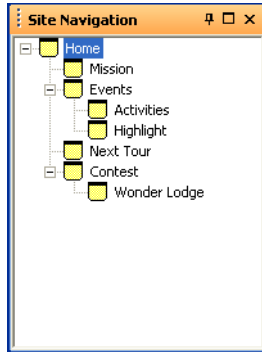 Site Navigation
Home
Mission
Events
Activities
Highlight
Next Tour
Contest
Wonder Lodge